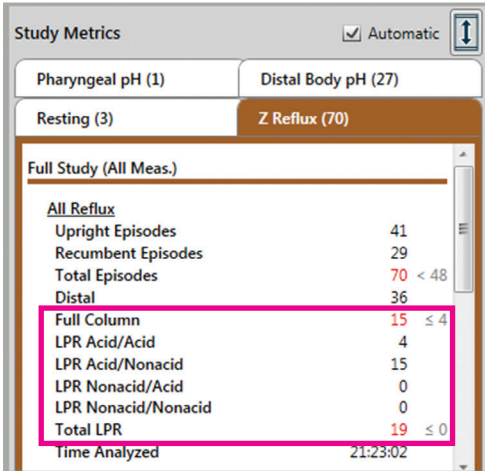 Study Metrics Automatic
Pharyngeal pH (1) Distal Body pH (27)
Resting (3) Z Reflux (70)
Full Study (All Meas.)
All Reflux
Upright Episodes 41
Recumbent Episodes 29
Total Episodes 70 < 48
Distal 36
Full Column 15 ≤ 4
LPR Acid/Acid 4
LPR Acid/Nonacid 15
LPR Nonacid/Acid 0
LPR Nonacid/Nonacid 0
Total LPR 19 ≤ 0
Time Analyzed 21:23:02